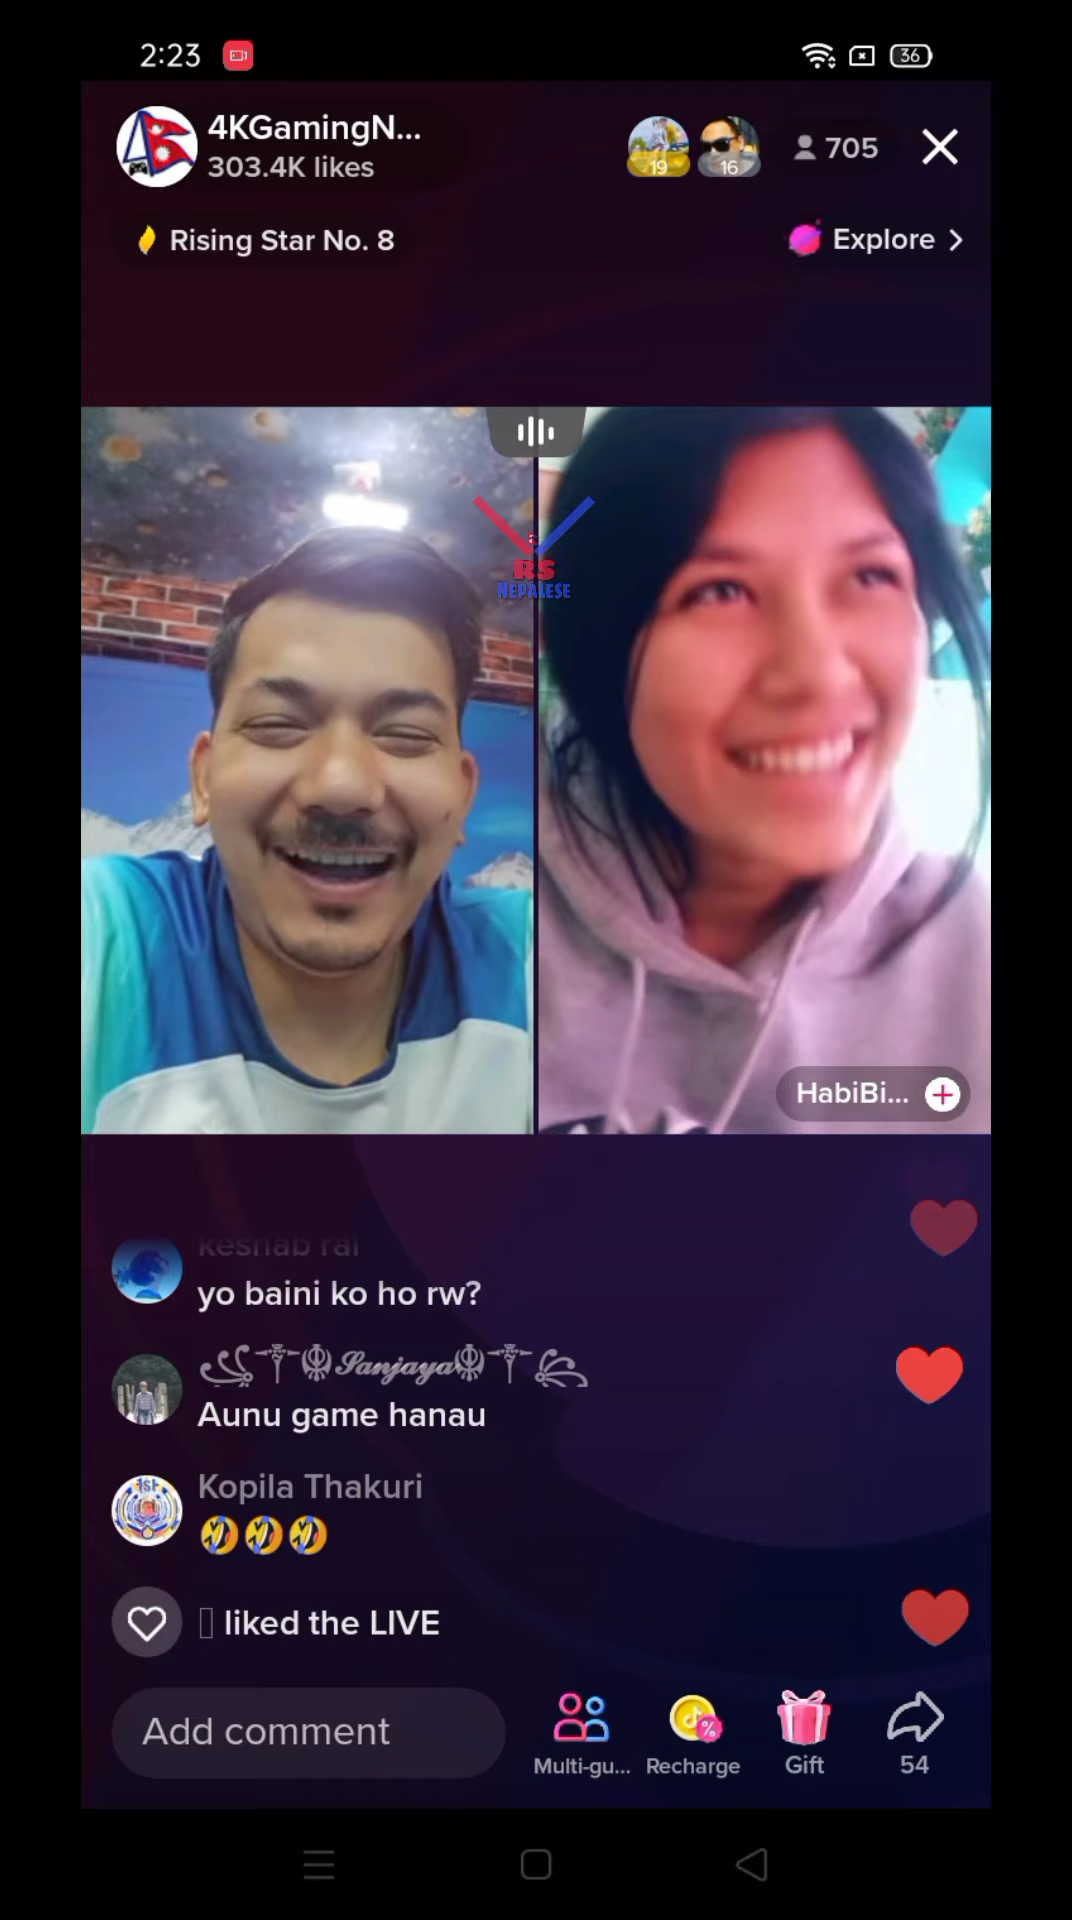 2:23
36
4KGamingN...
303.4K likes
19
16
705
Rising Star No. 8
Explore >
RS
NEPALESE
HabiBi...
keshab rai
yo baini ko ho rw?
Sanjaya
Aunu game hanau
Kopila Thakuri
🤣🤣🤣
liked the LIVE
Add comment
Multi-gu...
Recharge
Gift
54